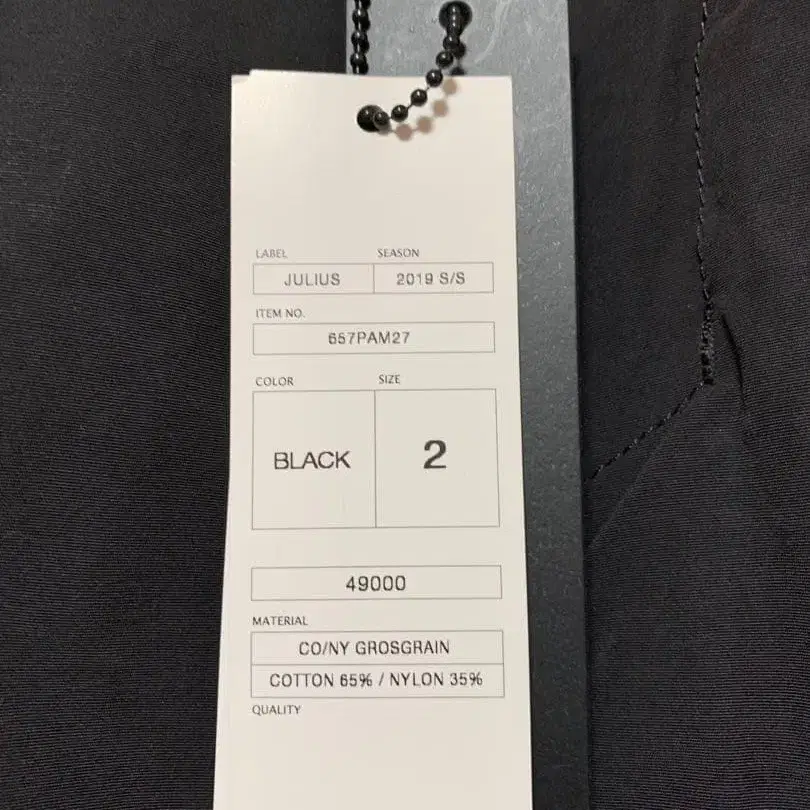 LABEL SEASON
JULIUS 2019 S/S
ITEM NO.
657PAM27
COLOR SIZE
BLACK 2
49000
MATERIAL
CO/NY GROSGRAIN
COTTON 65% / NYLON 35%
QUALITY